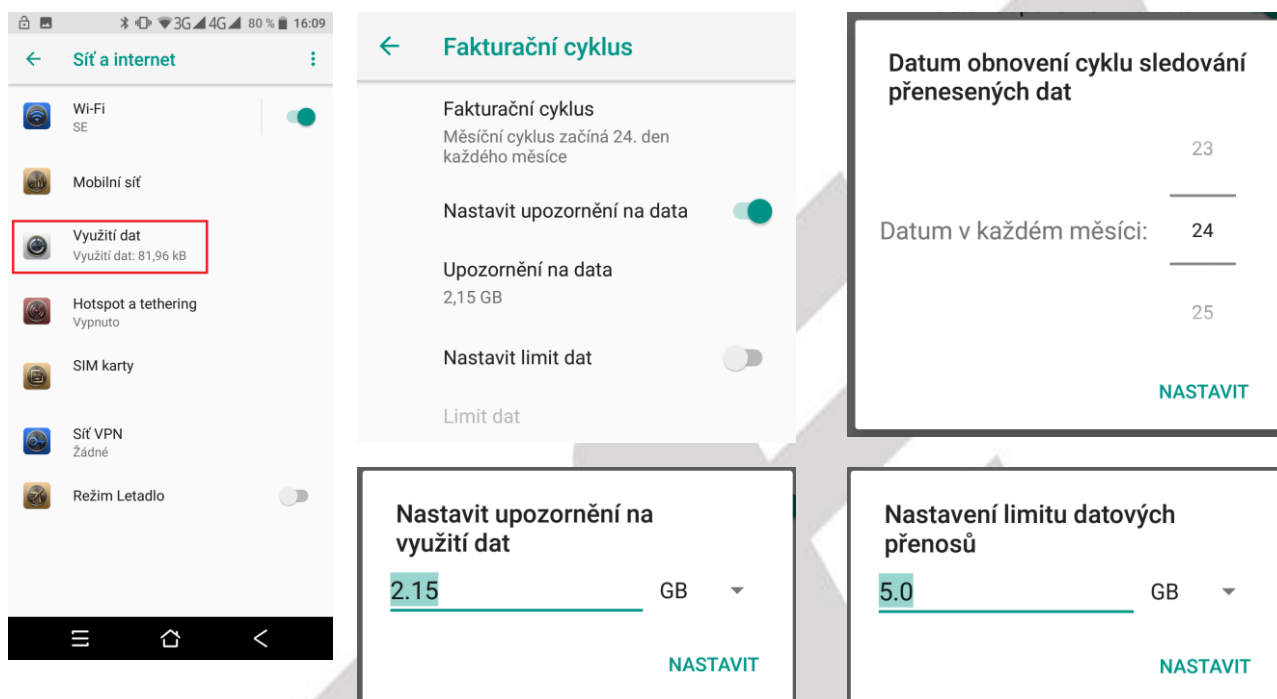 3G 4G 80 % 16:09
Síť a internet
Wi-Fi
SE
Mobilní síť
Využití dat
Využití dat: 81,96 kB
Hotspot a tethering
Vypnuto
SIM karty
Síť VPN
Žádné
Režim Letadlo
Fakturační cyklus
Fakturační cyklus
Měsíční cyklus začíná 24. den
každého měsíce
Nastavit upozornění na data
Upozornění na data
2,15 GB
Nastavit limit dat
Limit dat
Datum obnovení cyklu sledování
přenesených dat
23
Datum v každém měsíci: 24
25
NASTAVIT
Nastavit upozornění na
využití dat
2.15 GB
NASTAVIT
Nastavení limitu datových
přenosů
5.0 GB
NASTAVIT